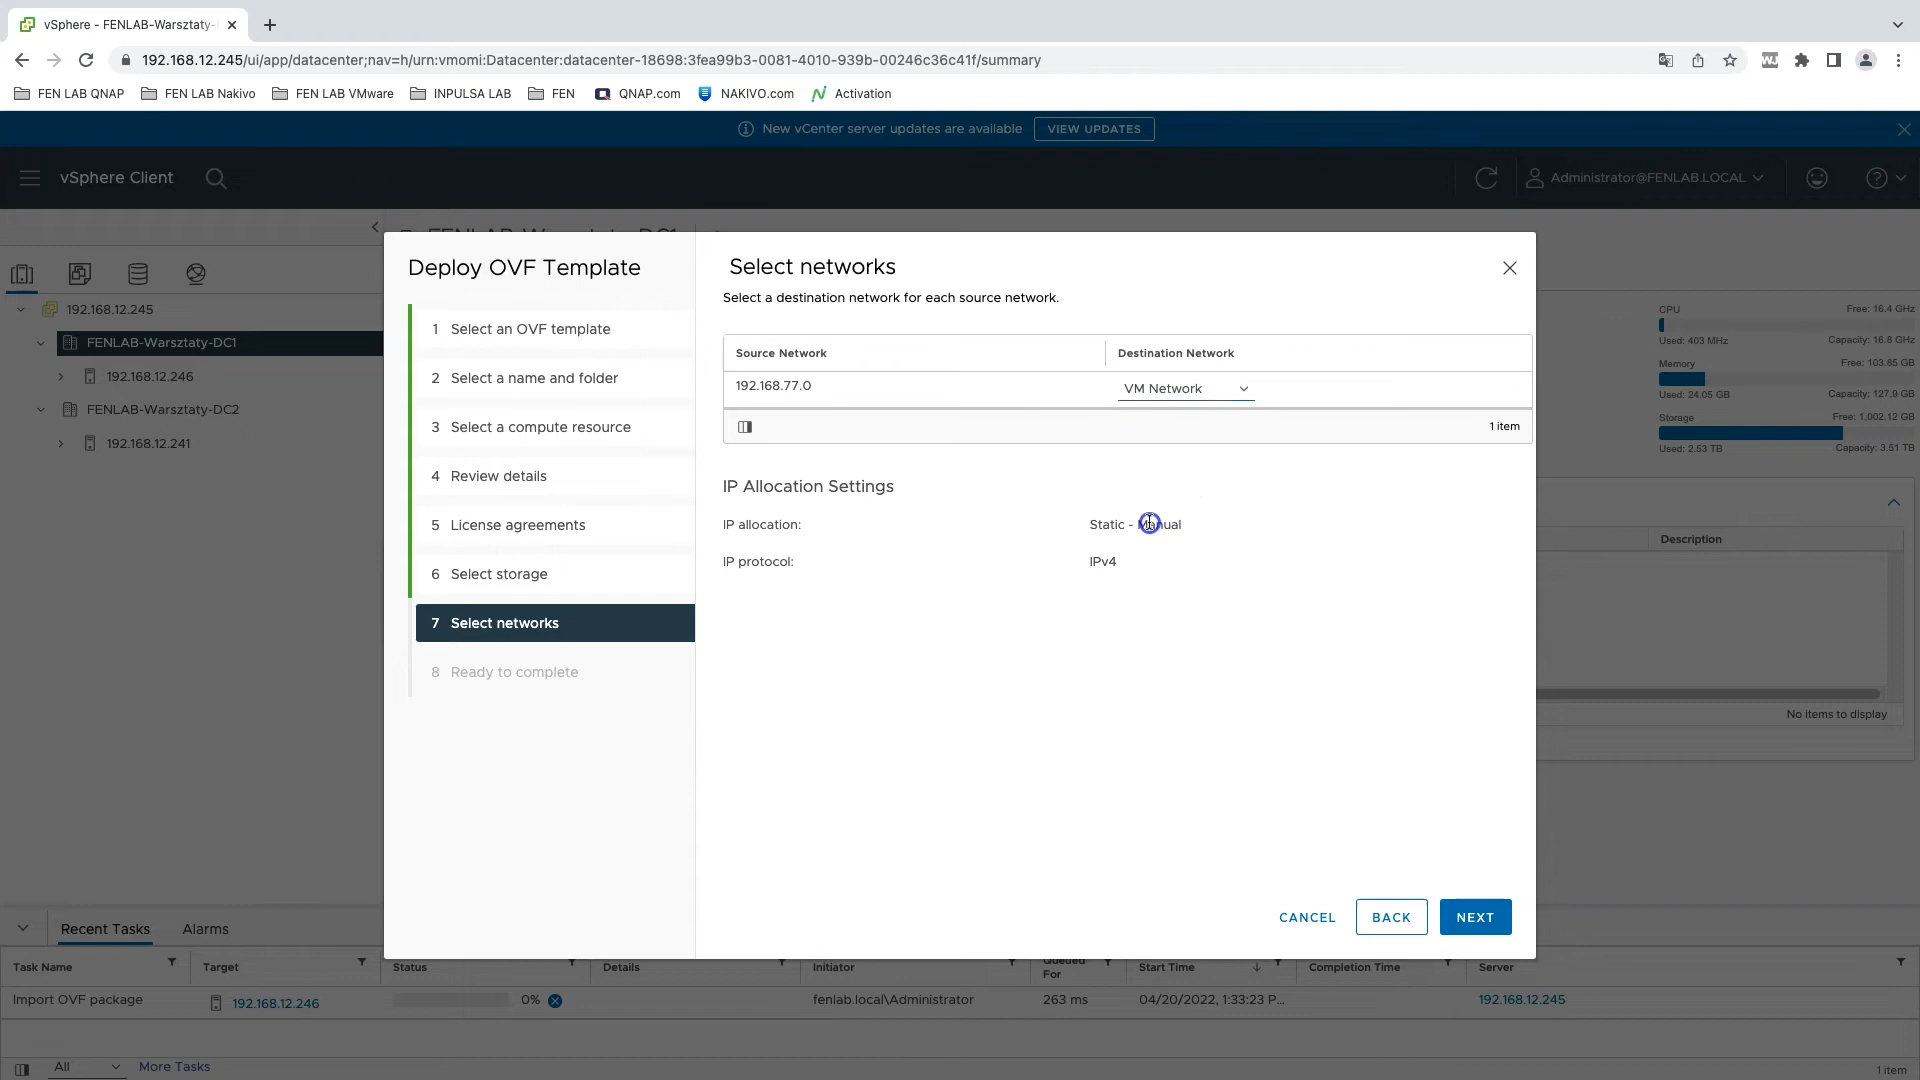 vSphere - FENLAB-Warsztaty-
192.168.12.245/ui/app/datacenter;nav=h/urn:vmomi:Datacenter:datacenter-18698:3fea99b3-0081-4010-939b-00246c36c41f/summary
FEN LAB QNAP
FEN LAB Nakivo
FEN LAB VMware
INPULSA LAB
FEN
QNAP.com
NAKIVO.com
Activation
New vCenter server updates are available
VIEW UPDATES
vSphere Client
Administrator@FENLAB.LOCAL
192.168.12.245
FENLAB-Warsztaty-DC1
192.168.12.246
FENLAB-Warsztaty-DC2
192.168.12.241
Deploy OVF Template
1 Select an OVF template
2 Select a name and folder
3 Select a compute resource
4 Review details
5 License agreements
6 Select storage
7 Select networks
8 Ready to complete
Select networks
Select a destination network for each source network.
Source Network
Destination Network
192.168.77.0
VM Network
1 item
IP Allocation Settings
IP allocation:
Static - Manual
IP protocol:
IPv4
CANCEL
BACK
NEXT
CPU
Free: 16.4 GHz
Used: 403 MHz
Capacity: 16.8 GHz
Memory
Free: 103.85 GB
Used: 24.05 GB
Capacity: 127.9 GB
Storage
Free: 1,002.12 GB
Used: 2.53 TB
Capacity: 3.51 TB
Description
No items to display
Recent Tasks
Alarms
Task Name
Target
Status
Details
Initiator
Queued For
Start Time
Completion Time
Server
Import OVF package
192.168.12.246
0%
fenlab.local\Administrator
263 ms
04/20/2022, 1:33:23 P...
192.168.12.245
All
More Tasks
1 item